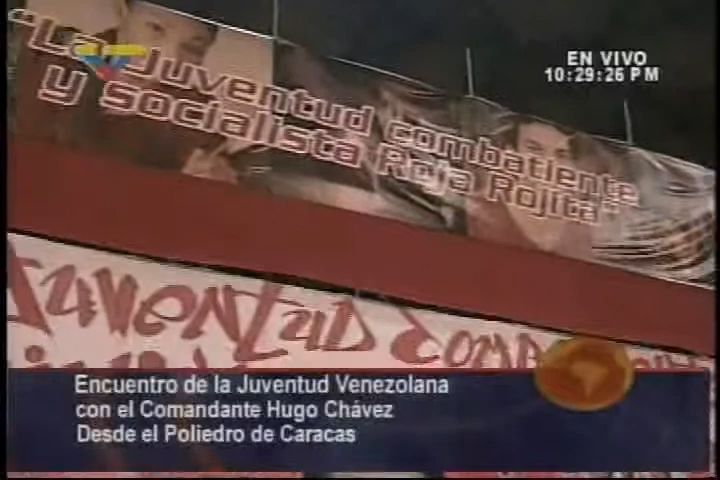 EN VIVO
10:29:26 PM
"La Juventud combatiente
y socialista Roja Rojita"
Juventud
Encuentro de la Juventud Venezolana
con el Comandante Hugo Chávez
Desde el Poliedro de Caracas